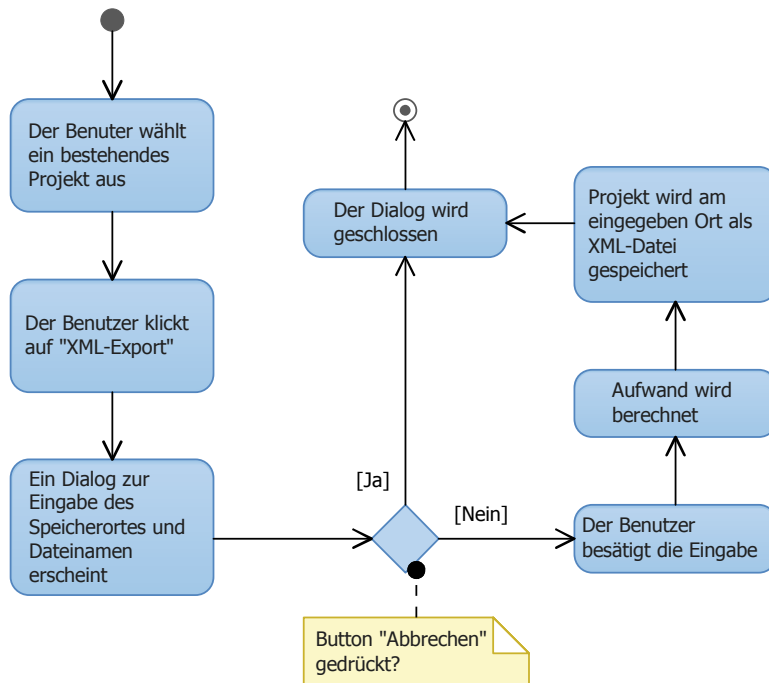 Der Benuter wählt
ein bestehendes
Projekt aus
Der Benutzer klickt
auf "XML-Export"
Ein Dialog zur
Eingabe des
Speicherortes und
Dateinamen
erscheint
[Ja]
[Nein]
Button "Abbrechen"
gedrückt?
Der Benutzer
besätigt die Eingabe
Aufwand wird
berechnet
Projekt wird am
eingegeben Ort als
XML-Datei
gespeichert
Der Dialog wird
geschlossen